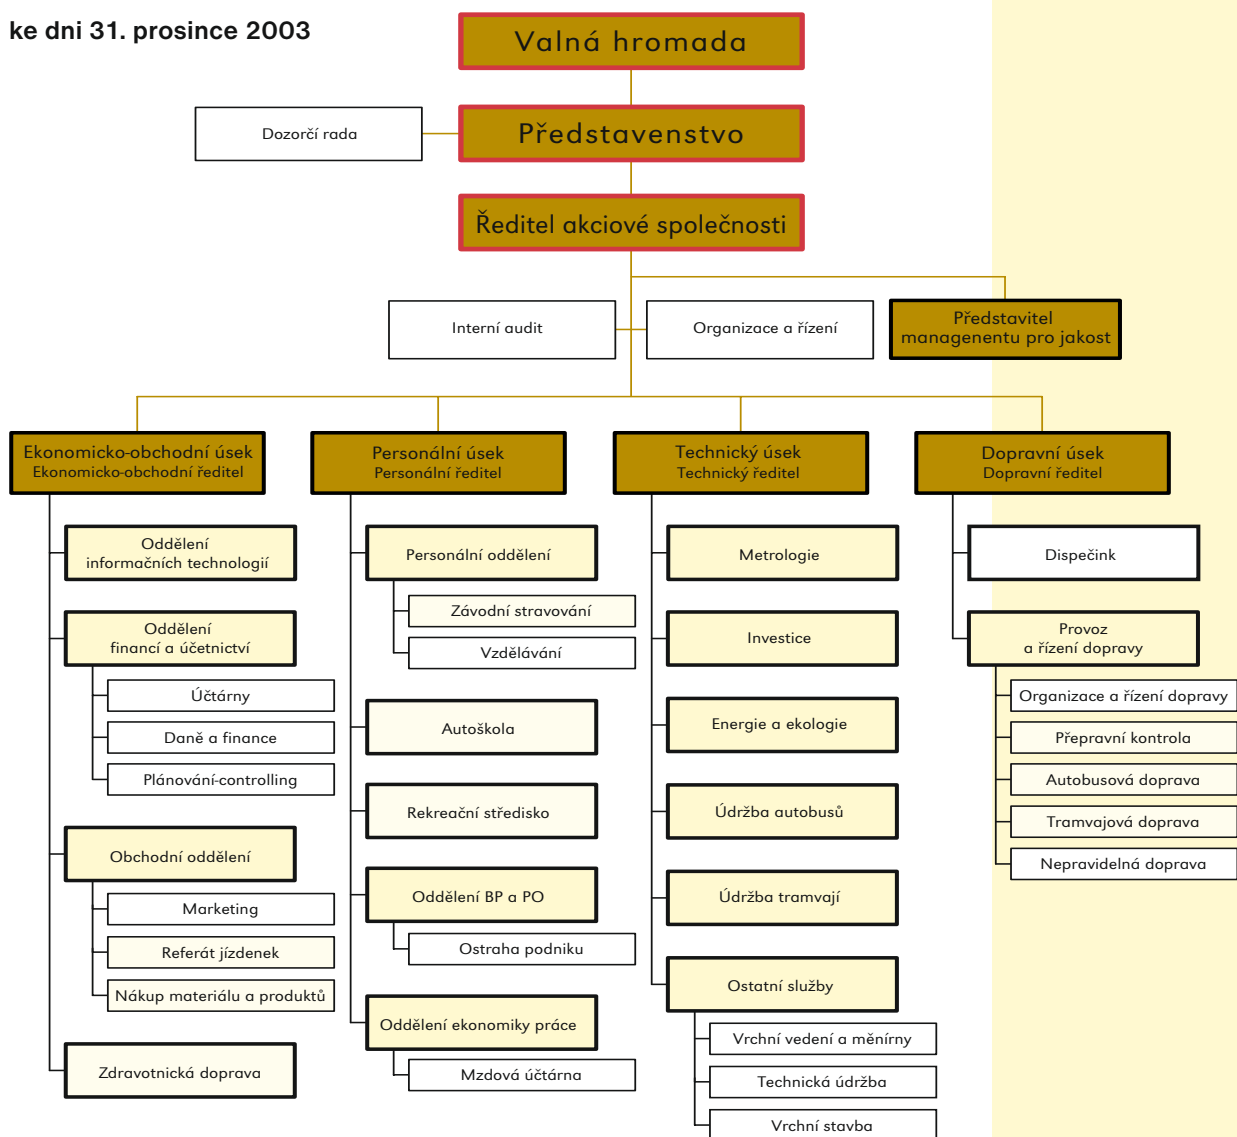 ke dni 31. prosince 2003
Valná hromada
Dozorčí rada
Představenstvo
Ředitel akciové společnosti
Interní audit
Organizace a řízení
Představitel
managenentu pro jakost
Ekonomicko-obchodní úsek
Ekonomicko-obchodní ředitel
Oddělení
informačních technologií
Oddělení
financí a účetnictví
Účtárny
Daně a finance
Plánování-controlling
Obchodní oddělení
Marketing
Referát jízdenek
Nákup materiálu a produktů
Zdravotnická doprava
Personální úsek
Personální ředitel
Personální oddělení
Závodní stravování
Vzdělávání
Autoškola
Rekreační středisko
Oddělení BP a PO
Ostraha podniku
Oddělení ekonomiky práce
Mzdová účtárna
Technický úsek
Technický ředitel
Metrologie
Investice
Energie a ekologie
Údržba autobusů
Údržba tramvají
Ostatní služby
Vrchní vedení a měnírny
Technická údržba
Vrchní stavba
Dopravní úsek
Dopravní ředitel
Dispečink
Provoz
a řízení dopravy
Organizace a řízení dopravy
Přepravní kontrola
Autobusová doprava
Tramvajová doprava
Nepravidelná doprava